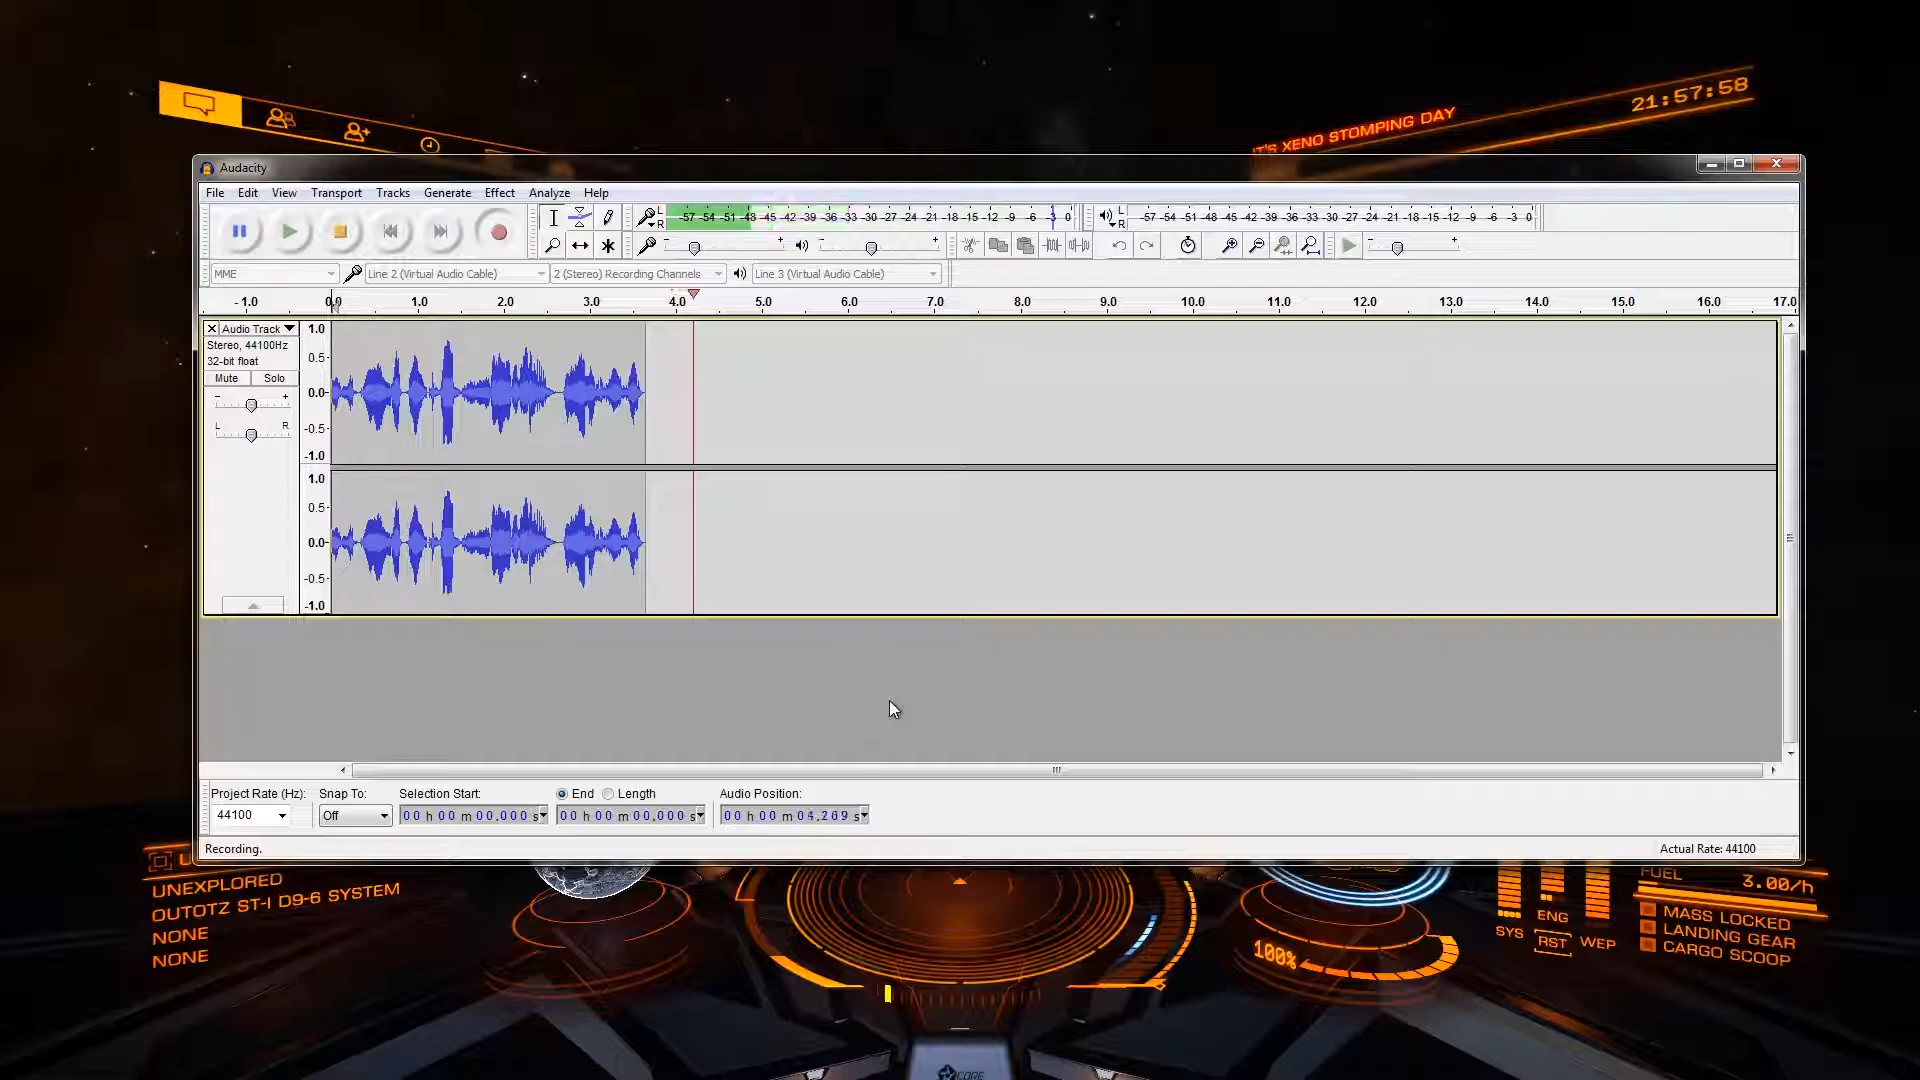 21:57:58
IT'S XENO STOMPING DAY
Audacity
File Edit View Transport Tracks Generate Effect Analyze Help
L -57 -54 -51 -48 -45 -42 -39 -36 -33 -30 -27 -24 -21 -18 -15 -12 -9 -6 -3 0 L -57 -54 -51 -48 -45 -42 -39 -36 -33 -30 -27 -24 -21 -18 -15 -12 -9 -6 -3 0
R R
MME Line 2 (Virtual Audio Cable) 2 (Stereo) Recording Channels Line 3 (Virtual Audio Cable)
-1.0 0.0 1.0 2.0 3.0 4.0 5.0 6.0 7.0 8.0 9.0 10.0 11.0 12.0 13.0 14.0 15.0 16.0 17.0
X Audio Track 1.0
Stereo, 44100Hz
32-bit float 0.5
Mute Solo
- + 0.0
L R -0.5
-1.0
1.0
0.5
0.0
-0.5
-1.0
Project Rate (Hz): Snap To: Selection Start: End Length Audio Position:
44100 Off 00 h 00 m 00.000 s 00 h 00 m 00.000 s 00 h 00 m 04.269 s
Recording. Actual Rate: 44100
UNEXPLORED
OUTOTZ ST-I D9-6 SYSTEM
NONE
NONE
FUEL 3.00/h
MASS LOCKED
LANDING GEAR
CARGO SCOOP
SYS ENG WEP
RST
100%
CORE